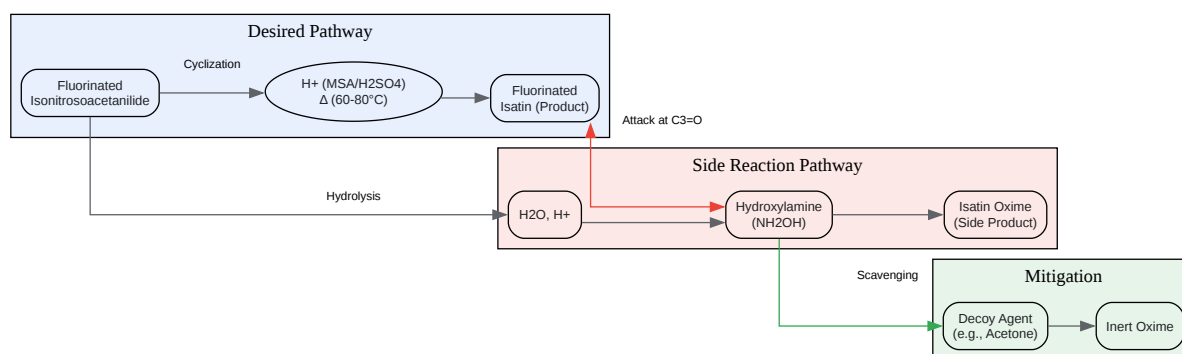 Desired Pathway
Cyclization
Fluorinated
Isonitrosoacetanilide
H+ (MSA/H2SO4)
Δ (60-80°C)
Fluorinated
Isatin (Product)
Attack at C3=O
Side Reaction Pathway
Hydrolysis
H2O, H+
Hydroxylamine
(NH2OH)
Isatin Oxime
(Side Product)
Scavenging
Mitigation
Decoy Agent
(e.g., Acetone)
Inert Oxime